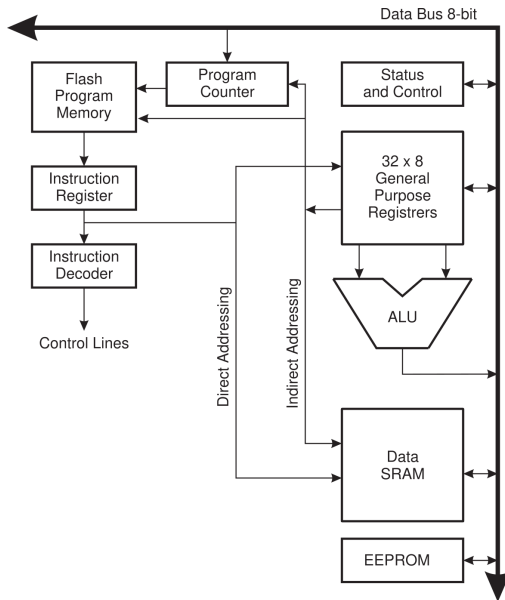 Data Bus 8-bit
Flash
Program
Memory
Program
Counter
Status
and Control
Instruction
Register
32 x 8
General
Purpose
Registrers
Instruction
Decoder
ALU
Control Lines
Direct Addressing
Indirect Addressing
Data
SRAM
EEPROM